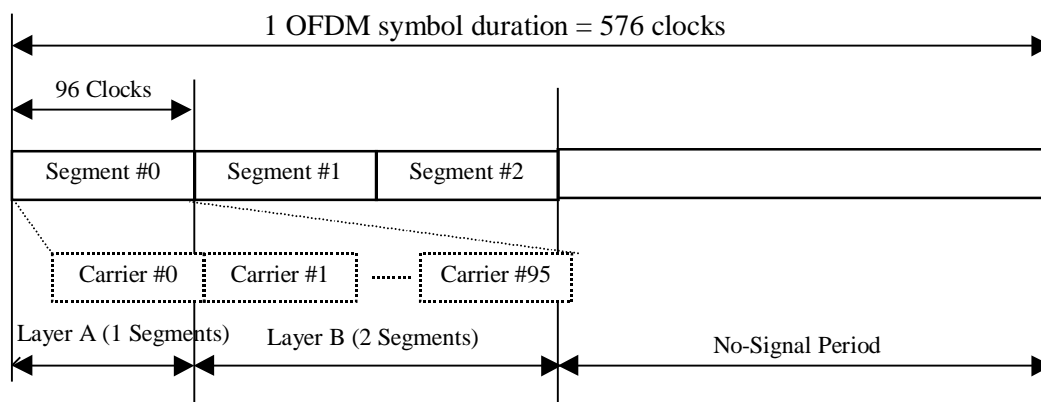 1 OFDM symbol duration = 576 clocks
96 Clocks
Segment #0 Segment #1 Segment #2
Carrier #0 Carrier #1 Carrier #95
Layer A (1 Segments) Layer B (2 Segments) No-Signal Period